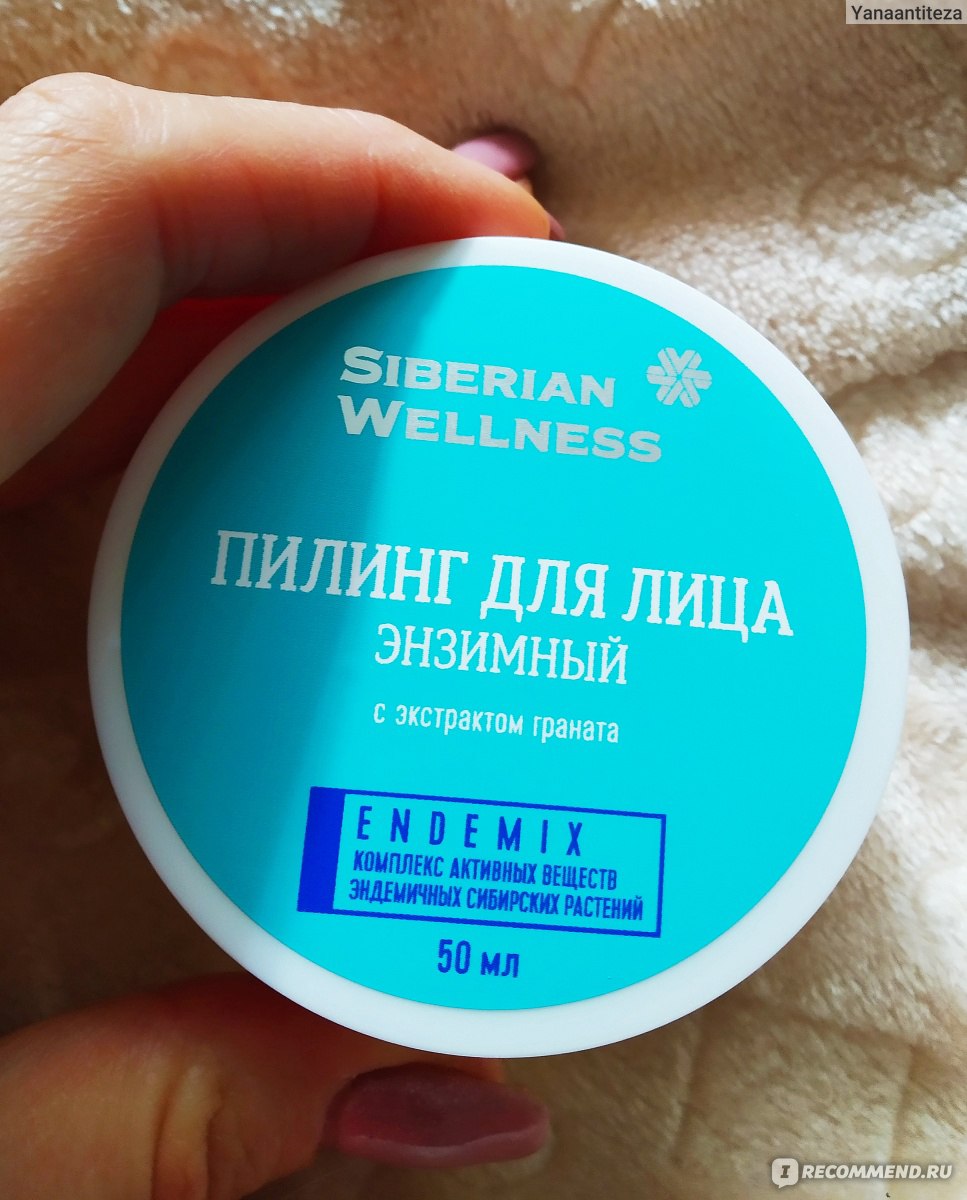 Yanaantiteza
SIBERIAN
WELLNESS
ПИЛИНГ ДЛЯ ЛИЦА
ЭНЗИМНЫЙ
с экстрактом граната
ENDEMIX
КОМПЛЕКС АКТИВНЫХ ВЕЩЕСТВ
ЭНДЕМИЧНЫХ СИБИРСКИХ РАСТЕНИЙ
50 мл
IRECOMMEND.RU